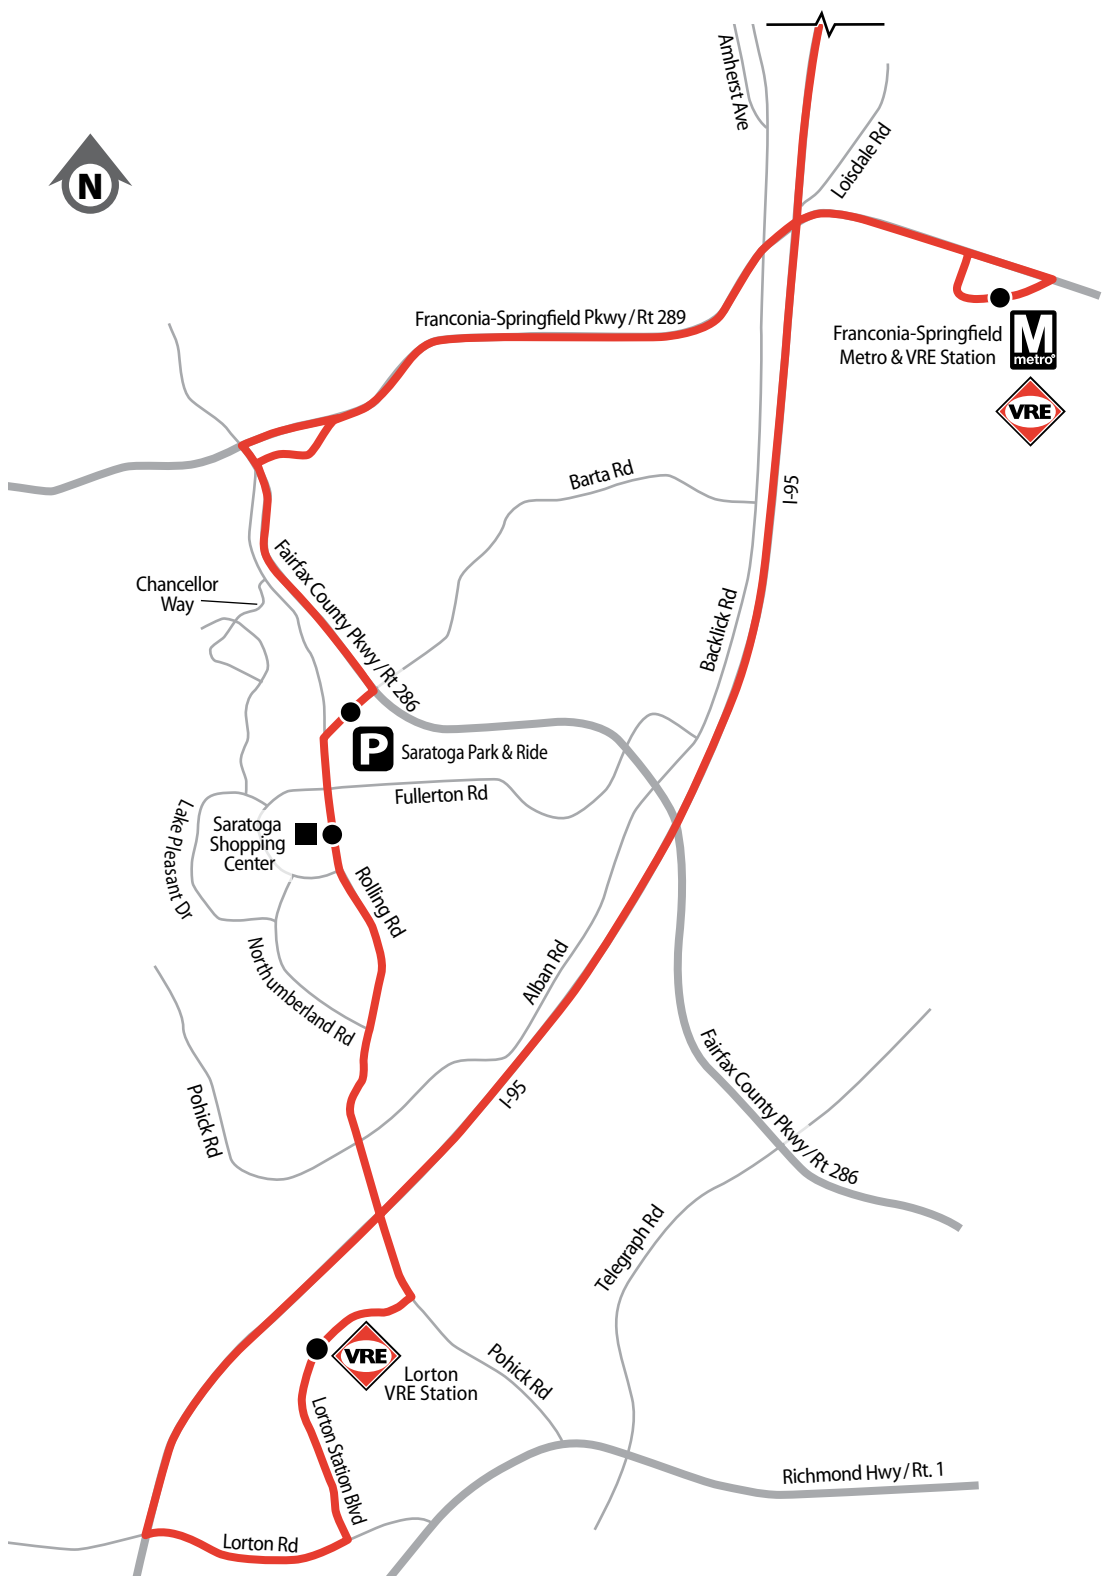 Amherst Ave
Loisdale Rd
N
Franconia-Springfield Pkwy/Rt 289
Franconia-Springfield
Metro & VRE Station
M
metro
VRE
Barta Rd
I-95
Fairfax County Pkwy/Rt 286
Chancellor
Way
Backlick Rd
P
Saratoga Park & Ride
Fullerton Rd
Lake Pleasant Dr
Saratoga
Shopping
Center
Rolling Rd
Northumberland Rd
Alban Rd
Pohick Rd
I-95
Fairfax County Pkwy/Rt 286
Telegraph Rd
VRE
Lorton
VRE Station
Pohick Rd
Lorton Station Blvd
Richmond Hwy/Rt. 1
Lorton Rd